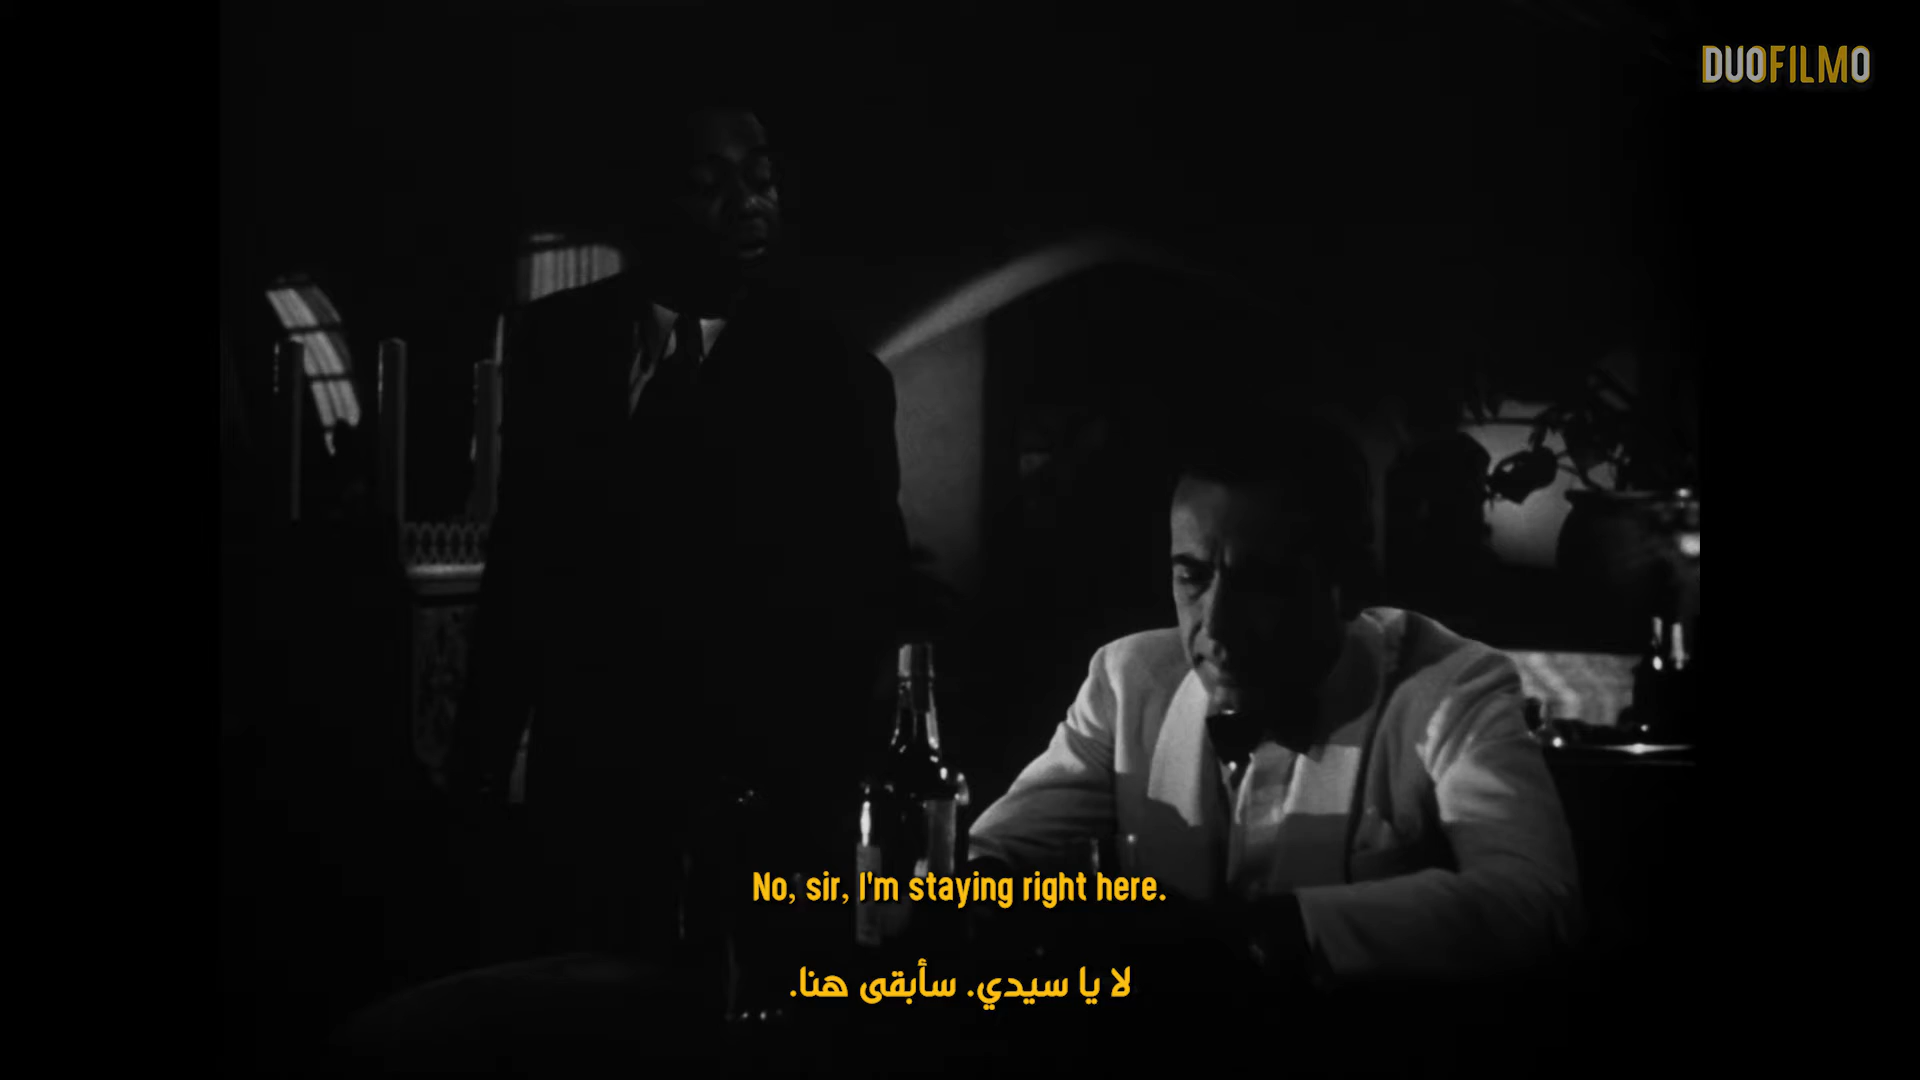 DUOFILMO
No, sir, I'm staying right here.
لا يا سيدي. سأبقى هنا.